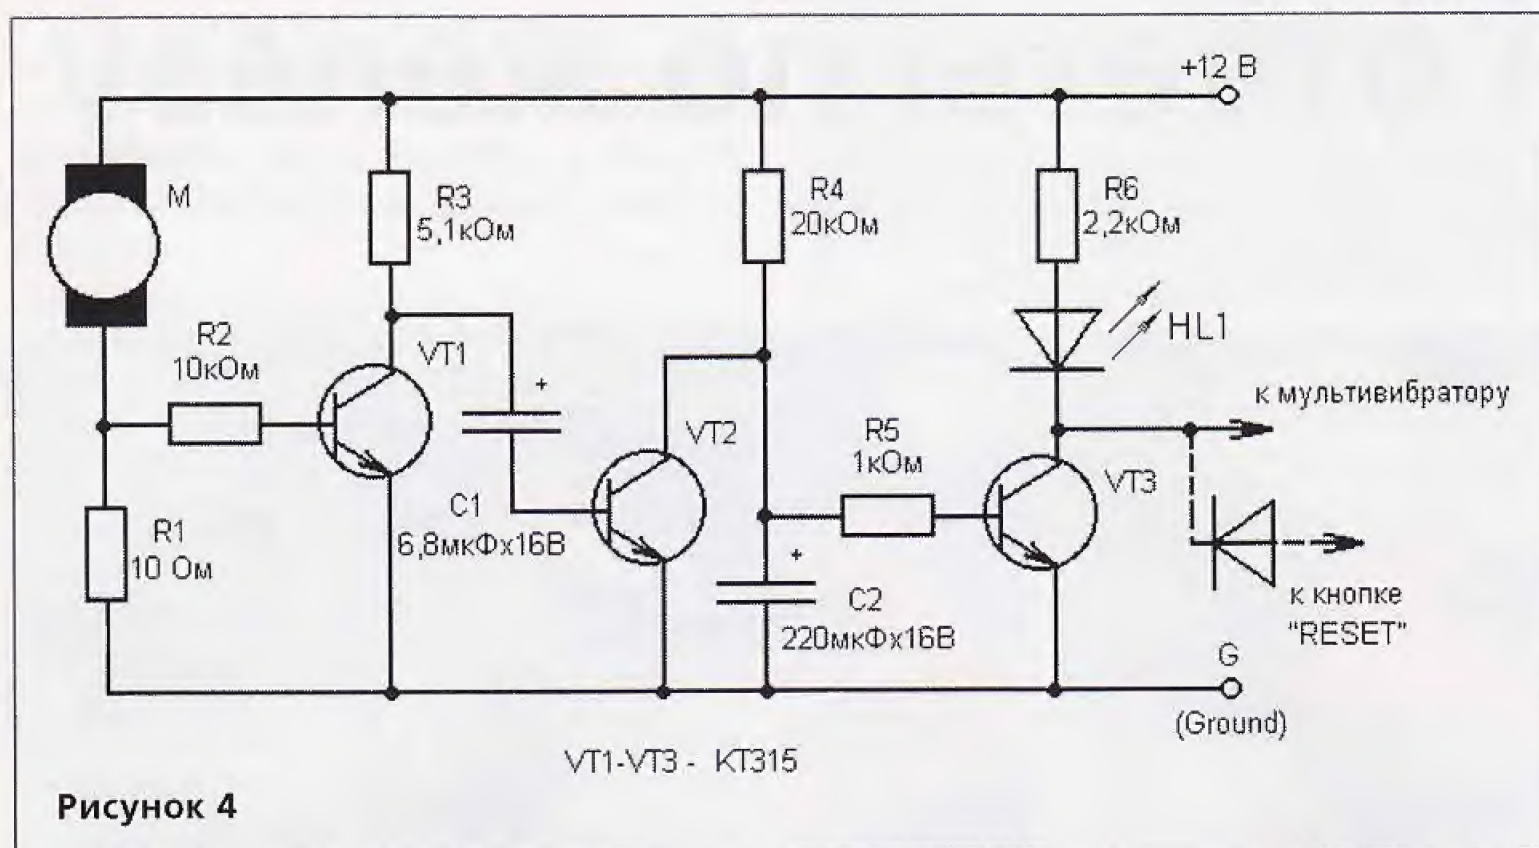 +12 В
М
R3
5,1кОм
R4
20кОм
R6
2,2кОм
HL1
R2
10кОм
VT1
+
к мультивибратору
VT2
R5
1кОм
VT3
C1
6,8мкФх16В
R1
10 Ом
+
C2
220мкФх16В
к кнопке
"RESET"
G
(Ground)
VT1-VT3 - КТ315
Рисунок 4